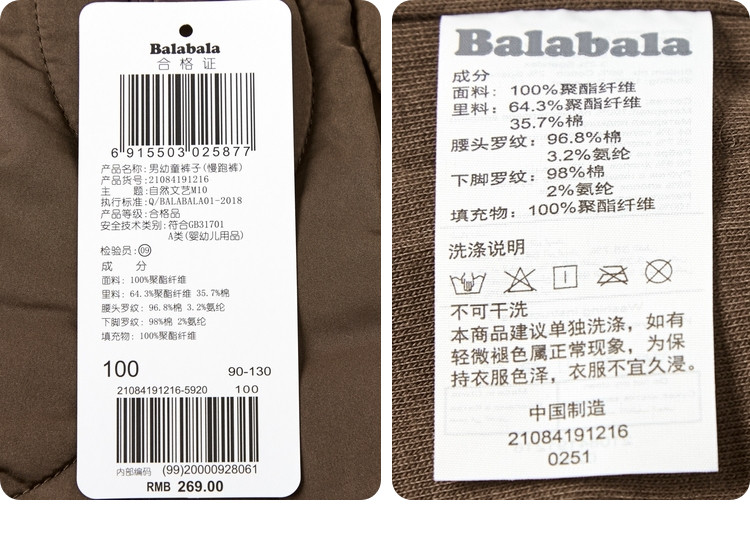 Balabala
合格证
6 915503 025877
产品名称: 男幼童裤子(慢跑裤)
产品货号: 21084191216
主 题: 自然文艺M10
执行标准: Q/BALABALA01-2018
产品等级: 合格品
安全技术类别: 符合GB31701
A类(婴幼儿用品)
检验员: 09
成 分
面料: 100%聚酯纤维
里料: 64.3%聚酯纤维 35.7%棉
腰头罗纹: 96.8%棉 3.2%氨纶
下脚罗纹: 98%棉 2%氨纶
填充物: 100%聚酯纤维
100 90-130
21084191216-5920 100
内部编码 (99)20000928061
RMB 269.00
Balabala
成分
面料: 100%聚酯纤维
里料: 64.3%聚酯纤维
35.7%棉
腰头罗纹: 96.8%棉
3.2%氨纶
下脚罗纹: 98%棉
2%氨纶
填充物: 100%聚酯纤维
洗涤说明
不可干洗
本商品建议单独洗涤，如有
轻微褪色属正常现象，为保
持衣服色泽，衣服不宜久浸。
中国制造
21084191216
0251